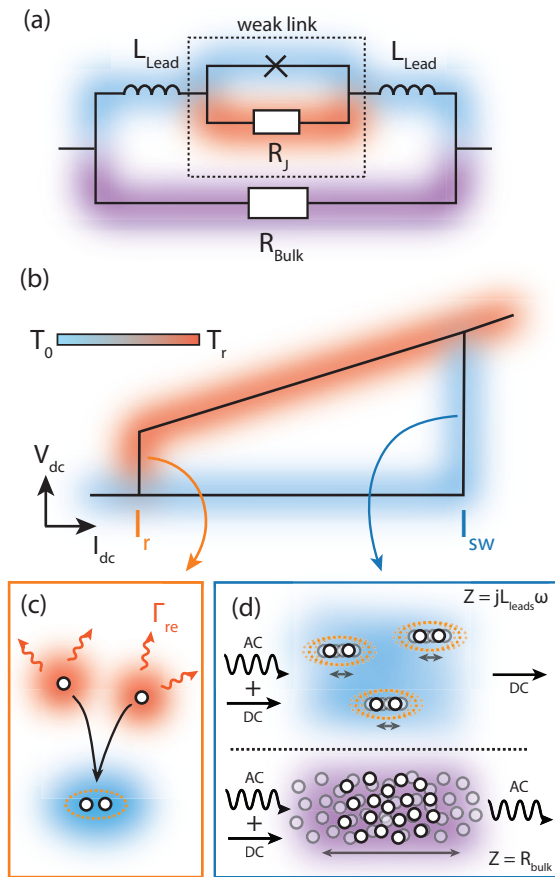 (a)
weak link
L_Lead
L_Lead
R_J
R_Bulk
(b)
T_0
T_r
V_dc
I_dc
I_r
I_sw
(c)
Γ_re
(d)
Z = jL_leads ω
AC
+
DC
DC
AC
+
DC
AC
Z = R_bulk